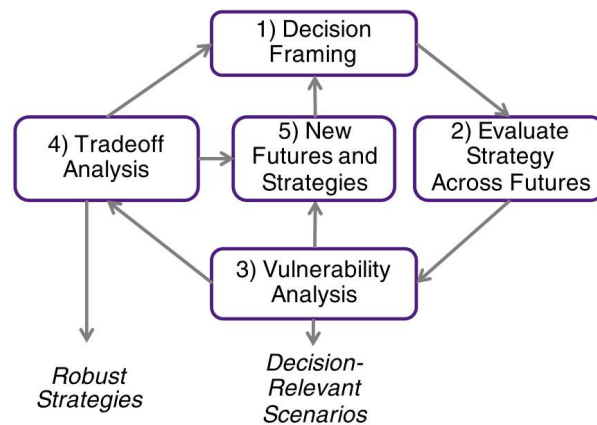 1) Decision
Framing
4) Tradeoff
Analysis
5) New
Futures and
Strategies
2) Evaluate
Strategy
Across Futures
3) Vulnerability
Analysis
Robust
Strategies
Decision-
Relevant
Scenarios